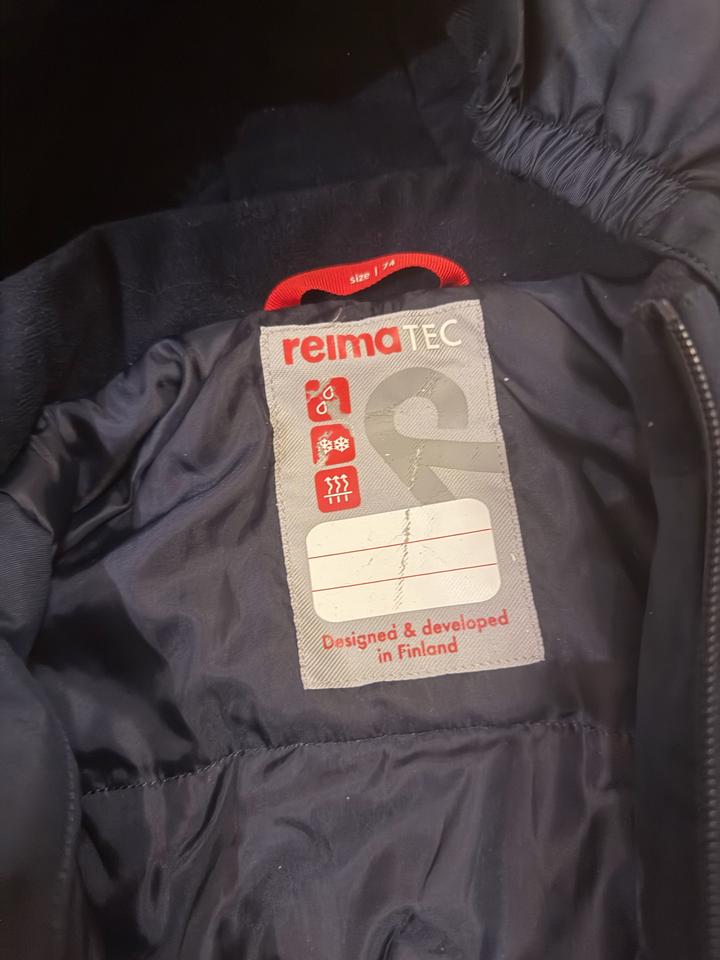 size | 74
reimaTEC
Designed & developed
in Finland